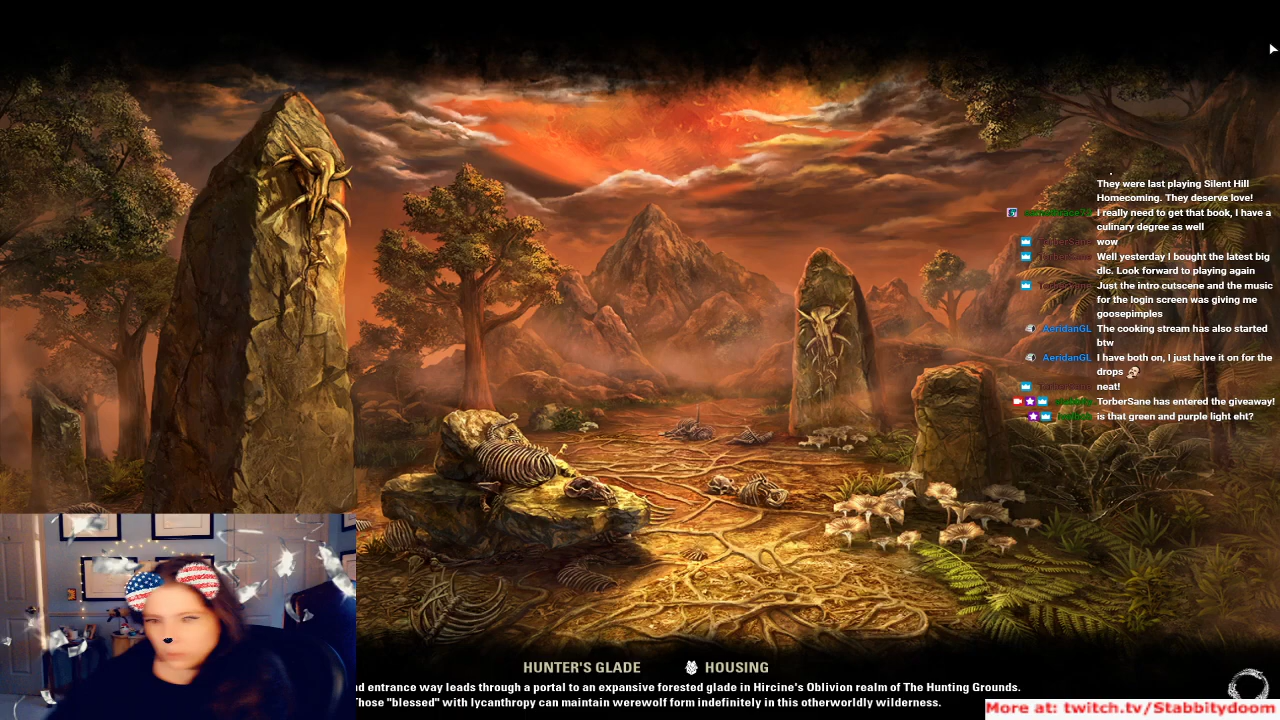 They were last playing Silent Hill
Homecoming. They deserve love!
I really need to get that book, I have a
culinary degree as well
wow
Well yesterday I bought the latest big
dlc. Look forward to playing again
Just the intro cutscene and the music
for the login screen was giving me
goosepimples
AeridanGL The cooking stream has also started
btw
AeridanGL I have both on, I just have it on for the
drops
neat!
TorberSane has entered the giveaway!
is that green and purple light eht?
HUNTER'S GLADE HOUSING
entrance way leads through a portal to an expansive forested glade in Hircine's Oblivion realm of The Hunting Grounds.
Those "blessed" with lycanthropy can maintain werewolf form indefinitely in this otherworldly wilderness.
More at: twitch.tv/Stabbitydoom